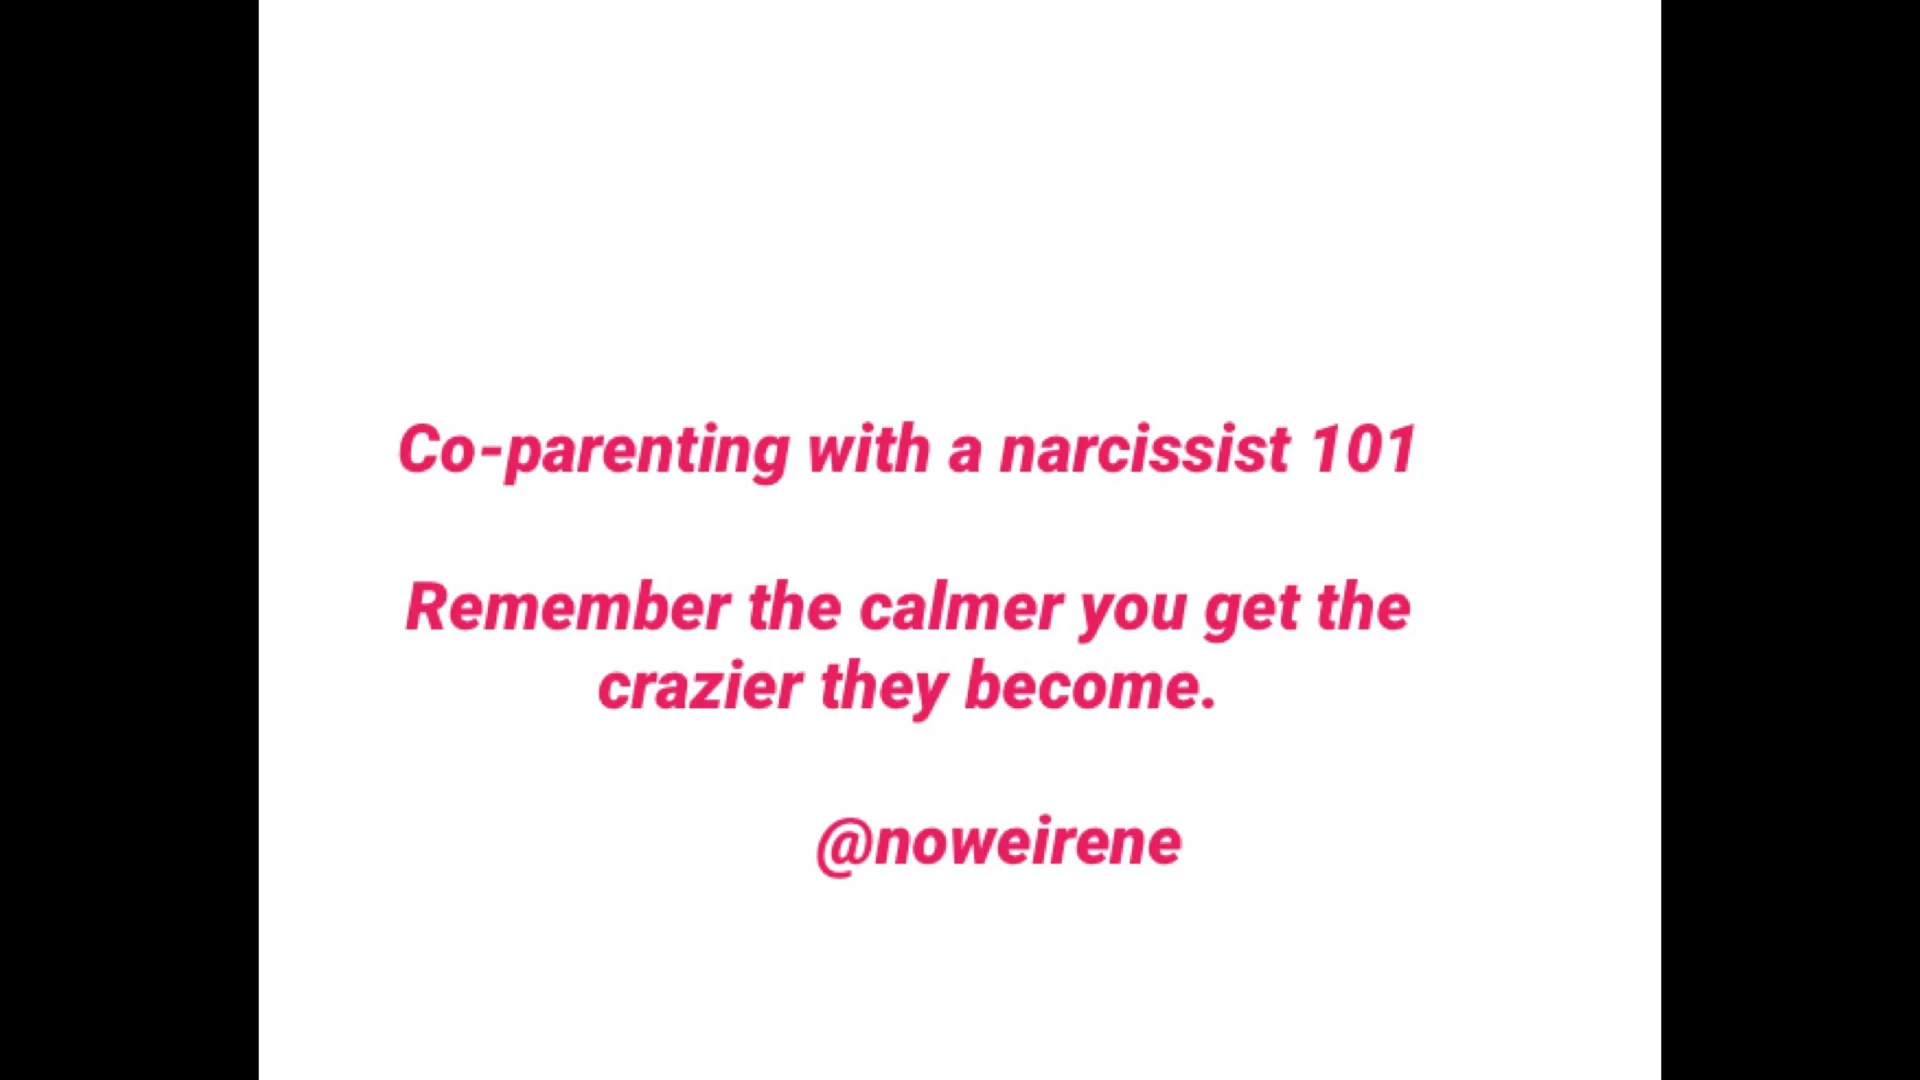 Co-parenting with a narcissist 101
Remember the calmer you get the
crazier they become.
@noweirene